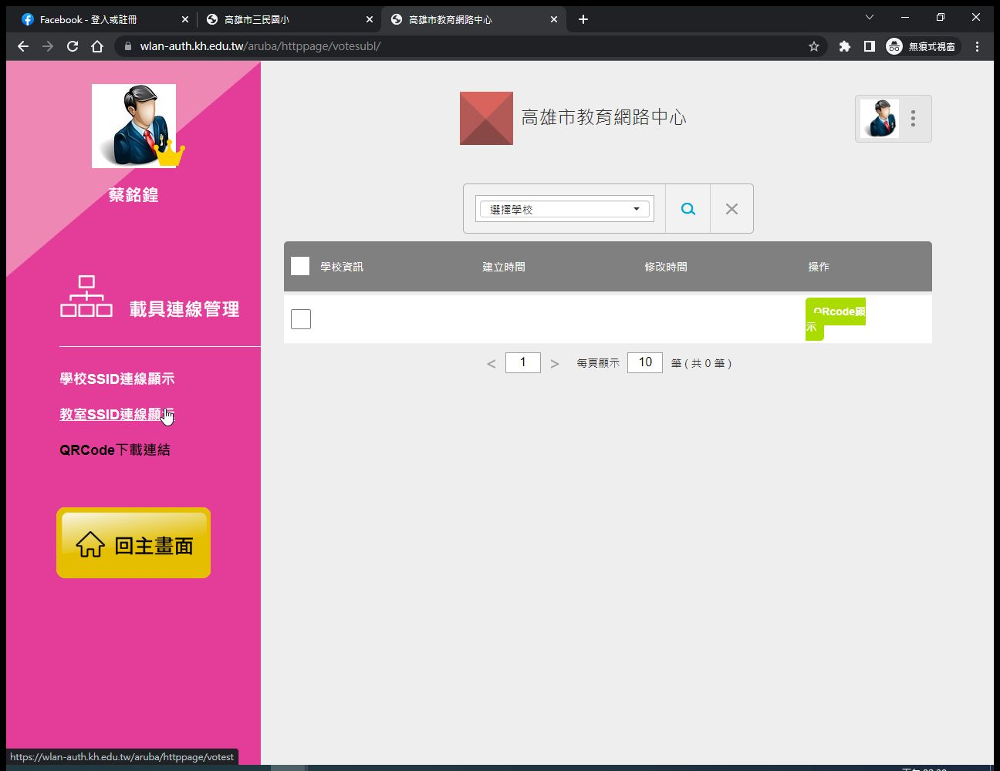 Facebook - 登入或註冊
高雄市三民國小
高雄市教育網路中心
wlan-auth.kh.edu.tw/aruba/httppage/votesubl/
無痕式視窗
蔡銘鍠
載具連線管理
學校SSID連線顯示
教室SSID連線顯示
QRCode下載連結
回主畫面
高雄市教育網路中心
選擇學校
學校資訊 建立時間 修改時間 操作
QRcode顯
示
< 1 > 每頁顯示 10 筆 ( 共 0 筆 )
https://wlan-auth.kh.edu.tw/aruba/httppage/votest